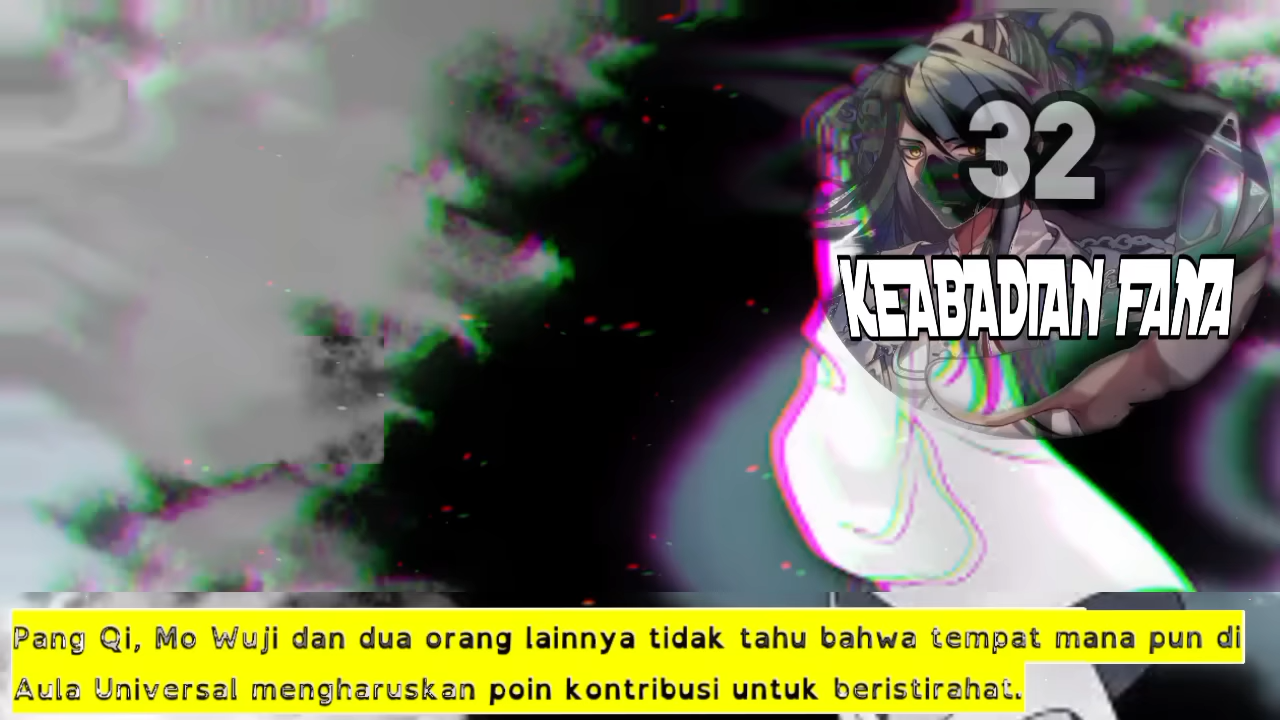 32
KEABADIAN FANA
Pang Qi, Mo Wuji dan dua orang lainnya tidak tahu bahwa tempat mana pun di
Aula Universal mengharuskan poin kontribusi untuk beristirahat.